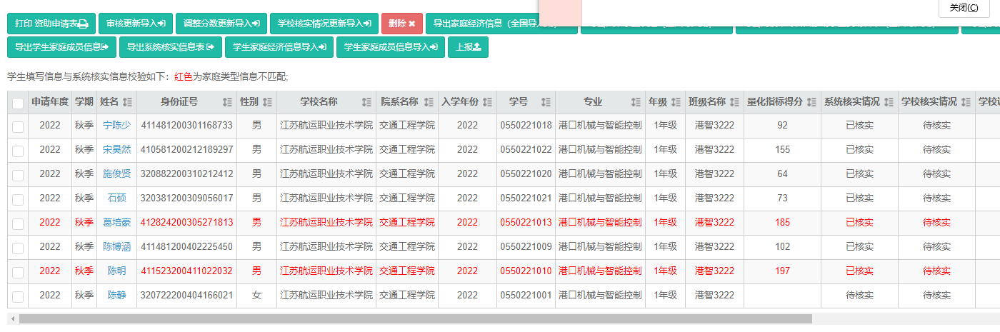 关闭(C)
打印 资助申请表 审核更新导入 调整分数更新导入 学校核实情况更新导入 删除 导出家庭经济信息（全国导入
导出学生家庭成员信息 导出系统核实信息表 学生家庭经济信息导入 学生家庭成员信息导入 上报
学生填写信息与系统核实信息校验如下：红色为家庭类型信息不匹配;
申请年度 学期 姓名 身份证号 性别 学校名称 院系名称 入学年份 学号 专业 年级 班级名称 量化指标得分 系统核实情况 学校核实情况 学校
2022 秋季 宁陈少 411481200301168733 男 江苏航运职业技术学院 交通工程学院 2022 0550221018 港口机械与智能控制 1年级 港智3222 92 已核实 待核实
2022 秋季 宋昊然 410581200212189297 男 江苏航运职业技术学院 交通工程学院 2022 0550221022 港口机械与智能控制 1年级 港智3222 155 已核实 待核实
2022 秋季 施俊贤 320882200310212412 男 江苏航运职业技术学院 交通工程学院 2022 0550221020 港口机械与智能控制 1年级 港智3222 64 已核实 待核实
2022 秋季 石硕 320381200309056017 男 江苏航运职业技术学院 交通工程学院 2022 0550221021 港口机械与智能控制 1年级 港智3222 73 已核实 待核实
2022 秋季 葛培豪 412824200305271813 男 江苏航运职业技术学院 交通工程学院 2022 0550221013 港口机械与智能控制 1年级 港智3222 185 已核实 待核实
2022 秋季 陈博涵 411481200402225450 男 江苏航运职业技术学院 交通工程学院 2022 0550221009 港口机械与智能控制 1年级 港智3222 102 已核实 待核实
2022 秋季 陈明 411523200411022032 男 江苏航运职业技术学院 交通工程学院 2022 0550221010 港口机械与智能控制 1年级 港智3222 197 已核实 待核实
2022 秋季 陈静 320722200404166021 女 江苏航运职业技术学院 交通工程学院 2022 0550221001 港口机械与智能控制 1年级 港智3222 待核实 待核实